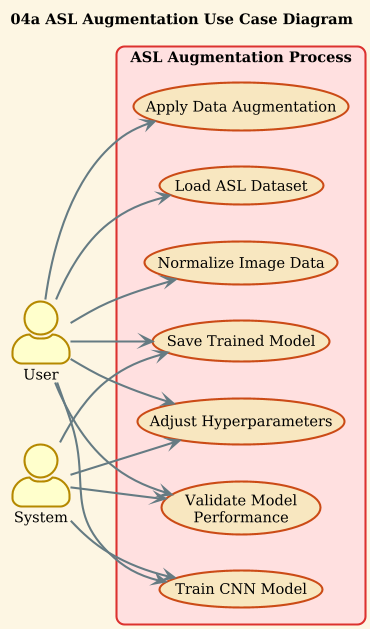 04a ASL Augmentation Use Case Diagram
ASL Augmentation Process
Apply Data Augmentation
Load ASL Dataset
Normalize Image Data
Save Trained Model
User
Adjust Hyperparameters
Validate Model
Performance
System
Train CNN Model